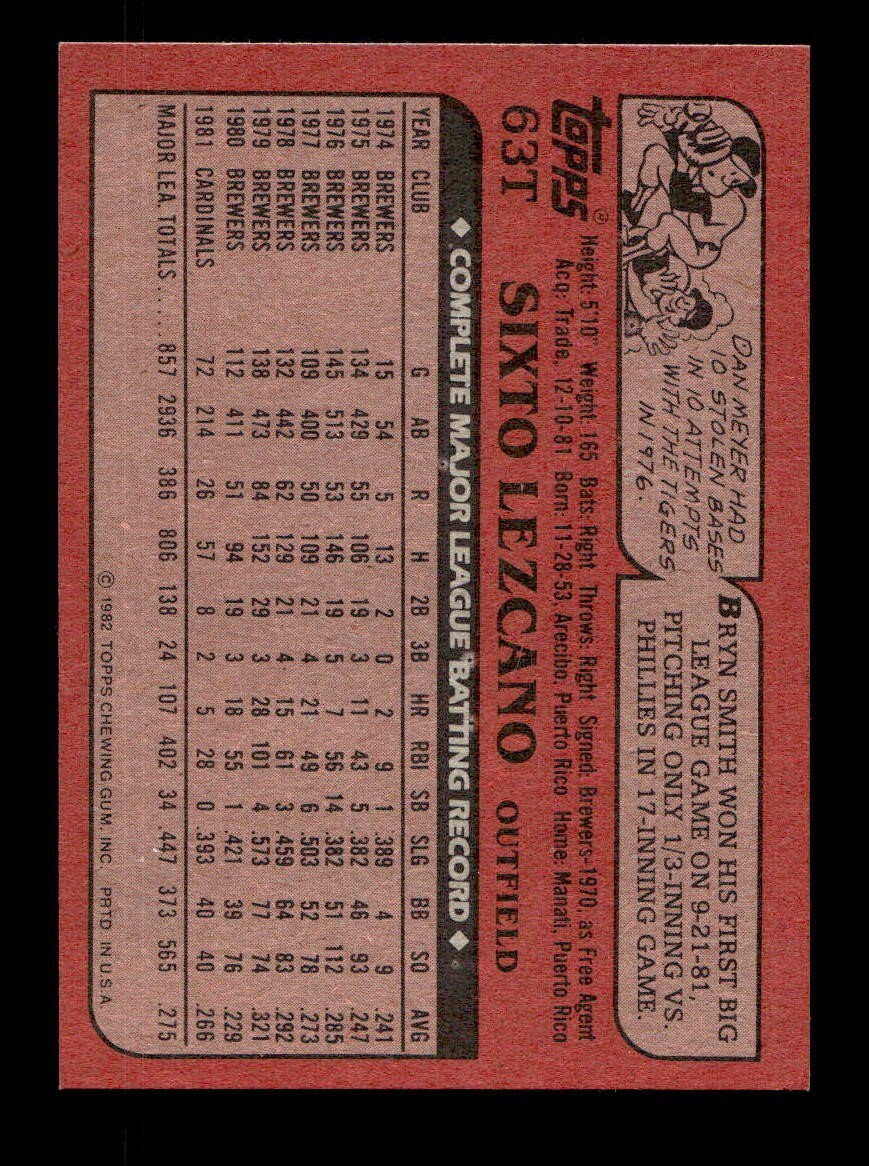 DAN MEYER HAD
10 STOLEN BASES
IN 10 ATTEMPTS
WITH THE TIGERS
IN 1976.
BRYN SMITH WON HIS FIRST BIG
LEAGUE GAME ON 9-21-81,
PITCHING ONLY 1/3-INNING VS.
PHILLIES IN 17-INNING GAME.
TOPPS®
63T SIXTO LEZCANO OUTFIELD
Height: 5'10" Weight: 165 Bats: Right Throws: Right Signed: Brewers-1970, as Free Agent
Acq: Trade, 12-10-81 Born: 11-28-53, Arecibo, Puerto Rico Home: Manati, Puerto Rico
◆ COMPLETE MAJOR LEAGUE BATTING RECORD ◆
YEAR CLUB G AB R H 2B 3B HR RBI SB SLG BB SO AVG
1974 BREWERS 15 54 5 13 2 0 2 9 1 .389 4 9 .241
1975 BREWERS 134 429 55 106 19 3 11 43 5 .382 46 93 .247
1976 BREWERS 145 513 53 146 19 5 7 56 14 .382 51 112 .285
1977 BREWERS 109 400 50 109 21 4 21 49 6 .503 52 78 .273
1978 BREWERS 132 442 62 129 21 4 15 61 3 .459 64 83 .292
1979 BREWERS 138 473 84 152 29 3 28 101 4 .573 77 74 .321
1980 BREWERS 112 411 51 94 19 3 18 55 1 .421 39 76 .229
1981 CARDINALS 72 214 26 57 8 2 5 28 0 .393 40 40 .266
MAJOR LEA. TOTALS ..... 857 2936 386 806 138 24 107 402 34 .447 373 565 .275
© 1982 TOPPS CHEWING GUM, INC. PRTD. IN U.S.A.